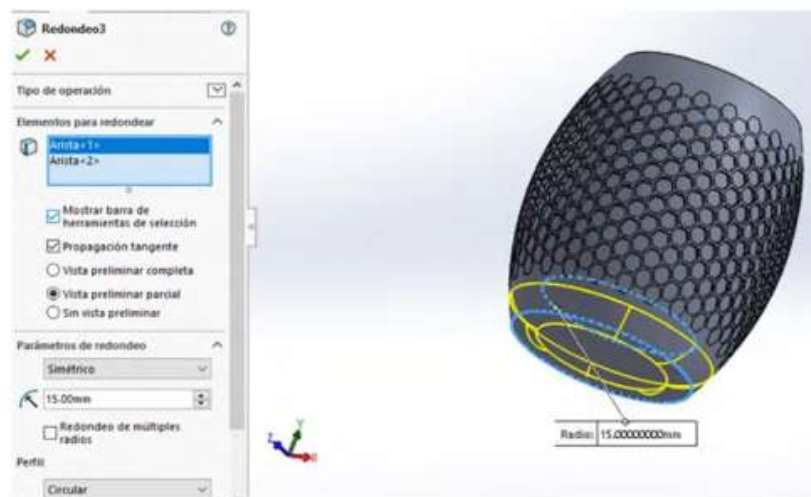 Redondeo3
Tipo de operación
Elementos para redondear
Arista<1>
Arista<2>
Mostrar barra de
herramientas de selección
Propagación tangente
Vista preliminar completa
Vista preliminar parcial
Sin vista preliminar
Parámetros de redondeo
Simétrico
15.00mm
Redondeo de múltiples
radios
Perfil:
Circular
Radio: 15.00000000mm
Y
Z
X